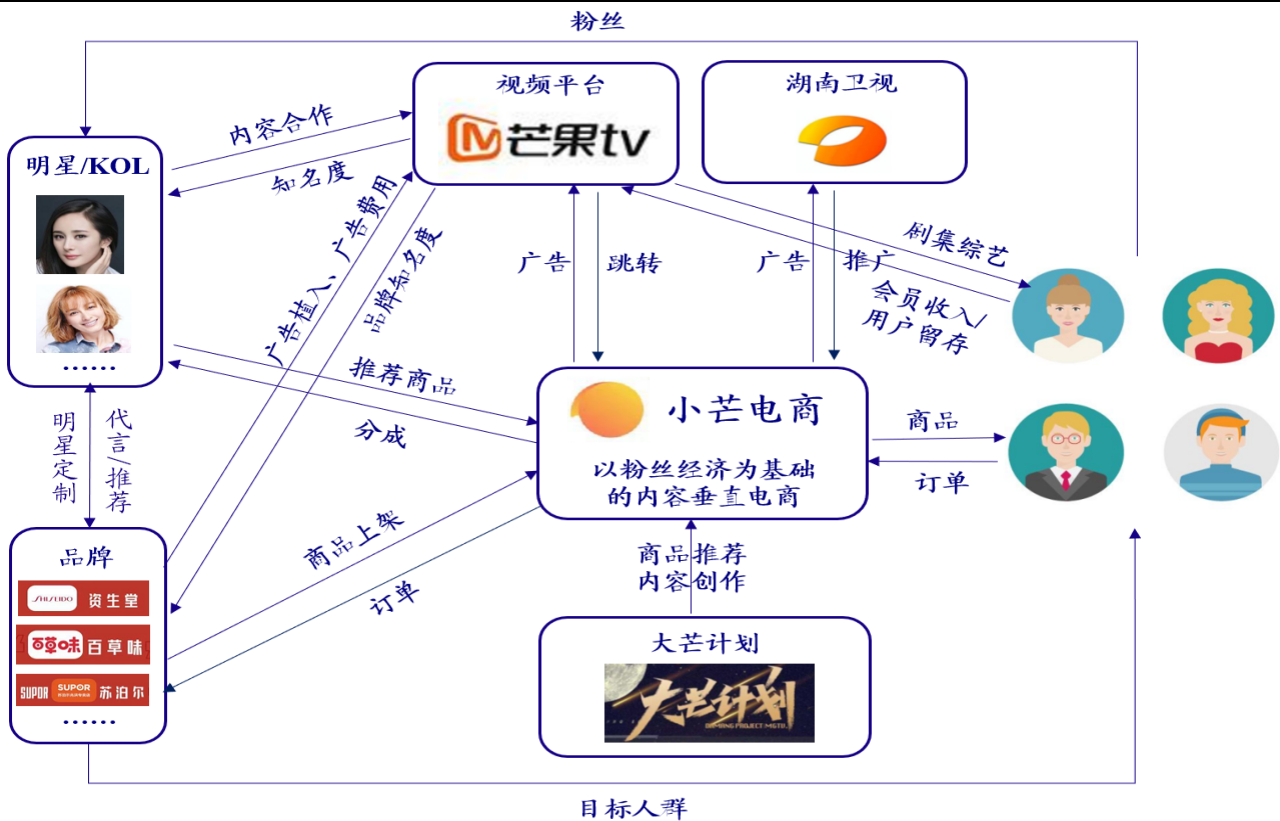 粉丝
视频平台
芒果tv
湖南卫视
内容合作
知名度
明星/KOL
......
广告植入、广告费用
品牌知名度
广告
跳转
广告
推广
剧集综艺
会员收入/
用户留存
推荐商品
分成
小芒电商
以粉丝经济为基础
的内容垂直电商
商品
订单
明星定制
代言/推荐
品牌
SHISEIDO 资生堂
百草味 百草味
SUPOR SUPOR 苏泊尔
......
商品上架
订单
商品推荐
内容创作
大芒计划
大芒计划
目标人群